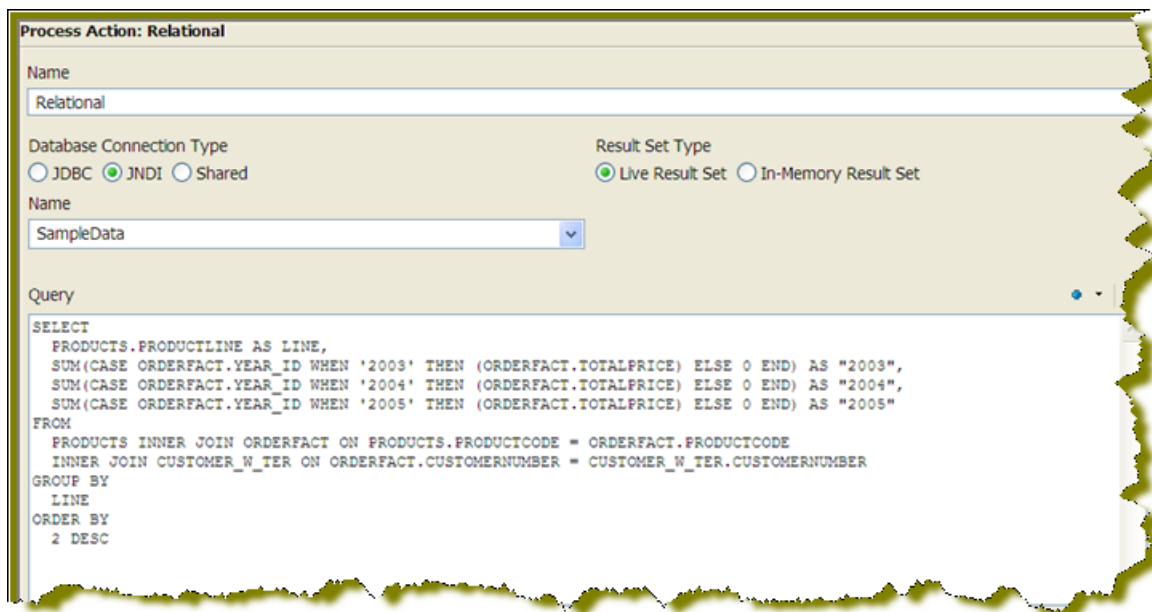 Process Action: Relational
Name
Relational
Database Connection Type
Result Set Type
JDBC JNDI Shared
Live Result Set In-Memory Result Set
Name
SampleData
Query
SELECT
PRODUCTS.PRODUCTLINE AS LINE,
SUM(CASE ORDERFACT.YEAR_ID WHEN '2003' THEN (ORDERFACT.TOTALPRICE) ELSE 0 END) AS "2003",
SUM(CASE ORDERFACT.YEAR_ID WHEN '2004' THEN (ORDERFACT.TOTALPRICE) ELSE 0 END) AS "2004",
SUM(CASE ORDERFACT.YEAR_ID WHEN '2005' THEN (ORDERFACT.TOTALPRICE) ELSE 0 END) AS "2005"
FROM
PRODUCTS INNER JOIN ORDERFACT ON PRODUCTS.PRODUCTCODE = ORDERFACT.PRODUCTCODE
INNER JOIN CUSTOMER_W_TER ON ORDERFACT.CUSTOMERNUMBER = CUSTOMER_W_TER.CUSTOMERNUMBER
GROUP BY
LINE
ORDER BY
2 DESC